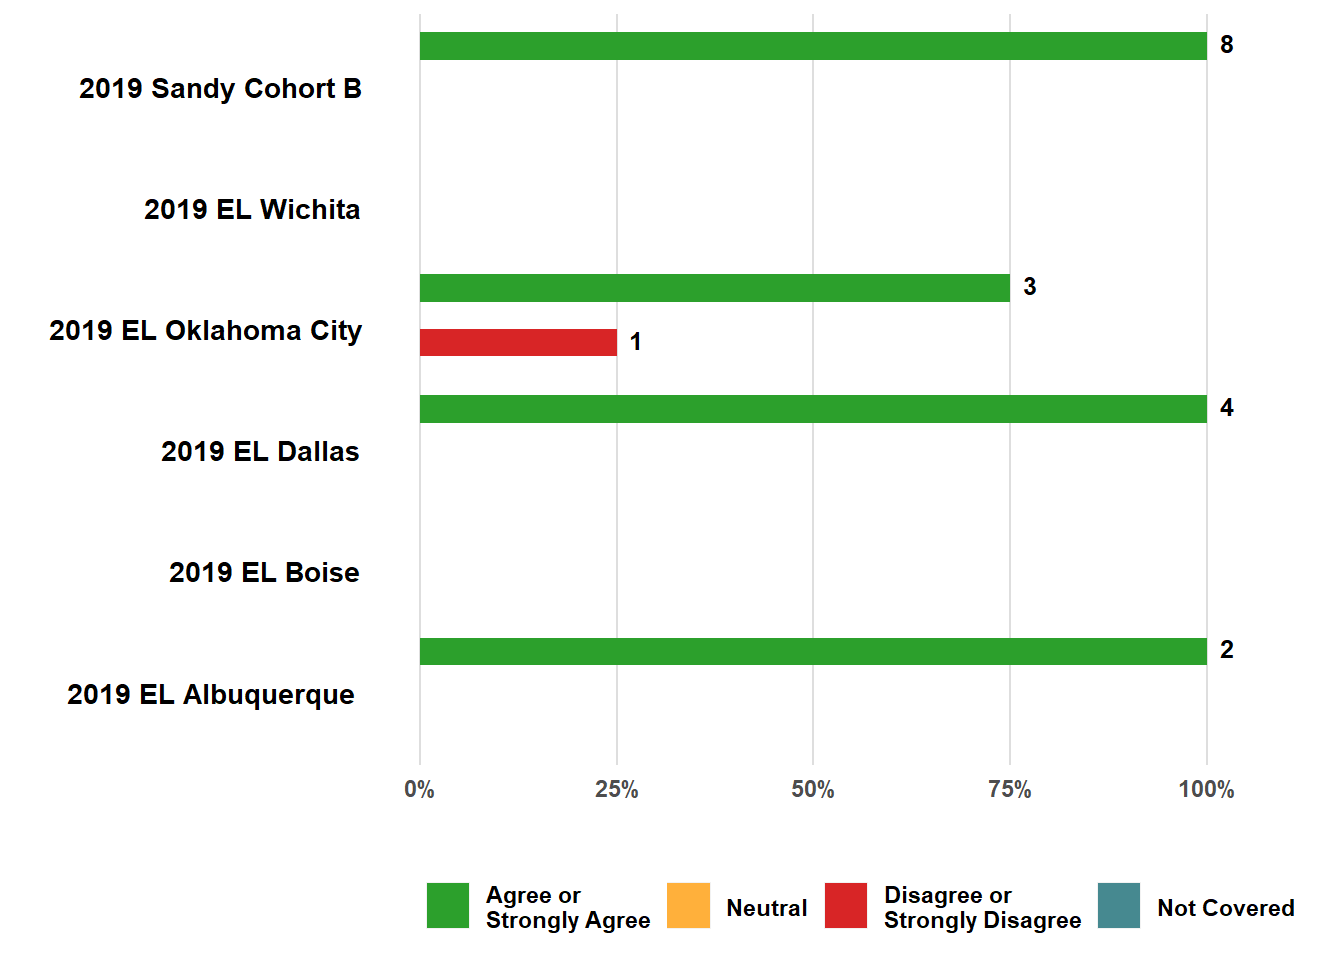 8
2019 Sandy Cohort B
2019 EL Wichita
3
2019 EL Oklahoma City
1
4
2019 EL Dallas
2019 EL Boise
2
2019 EL Albuquerque
0% 25% 50% 75% 100%
Agree or
Strongly Agree
Neutral
Disagree or
Strongly Disagree
Not Covered